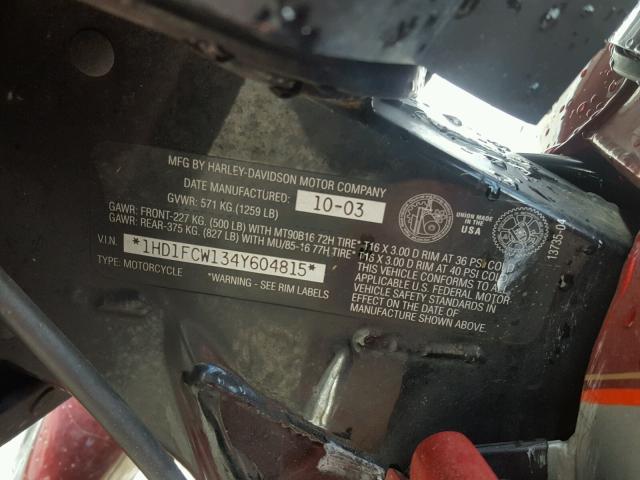 MFG BY HARLEY-DAVIDSON MOTOR COMPANY
DATE MANUFACTURED: 10-03
GVWR: 571 KG (1259 LB)
GAWR: FRONT-227 KG (500 LB) WITH MT90B16 72H TIRE - T16 X 3.00 D RIM AT 36 PSI COLD
GAWR: REAR-375 KG (827 LB) WITH MU/85-16 77H TIRE - T16 X 3.00 D RIM AT 40 PSI COLD
V.I.N. *1HD1FCW134Y604815*
THIS VEHICLE CONFORMS TO ALL
APPLICABLE U.S. FEDERAL MOTOR
VEHICLE SAFETY STANDARDS IN
EFFECT ON THE DATE OF
MANUFACTURE SHOWN ABOVE.
TYPE: MOTORCYCLE
*WARNING - SEE RIM LABELS
UNION MADE IN
THE
USA
13735-04